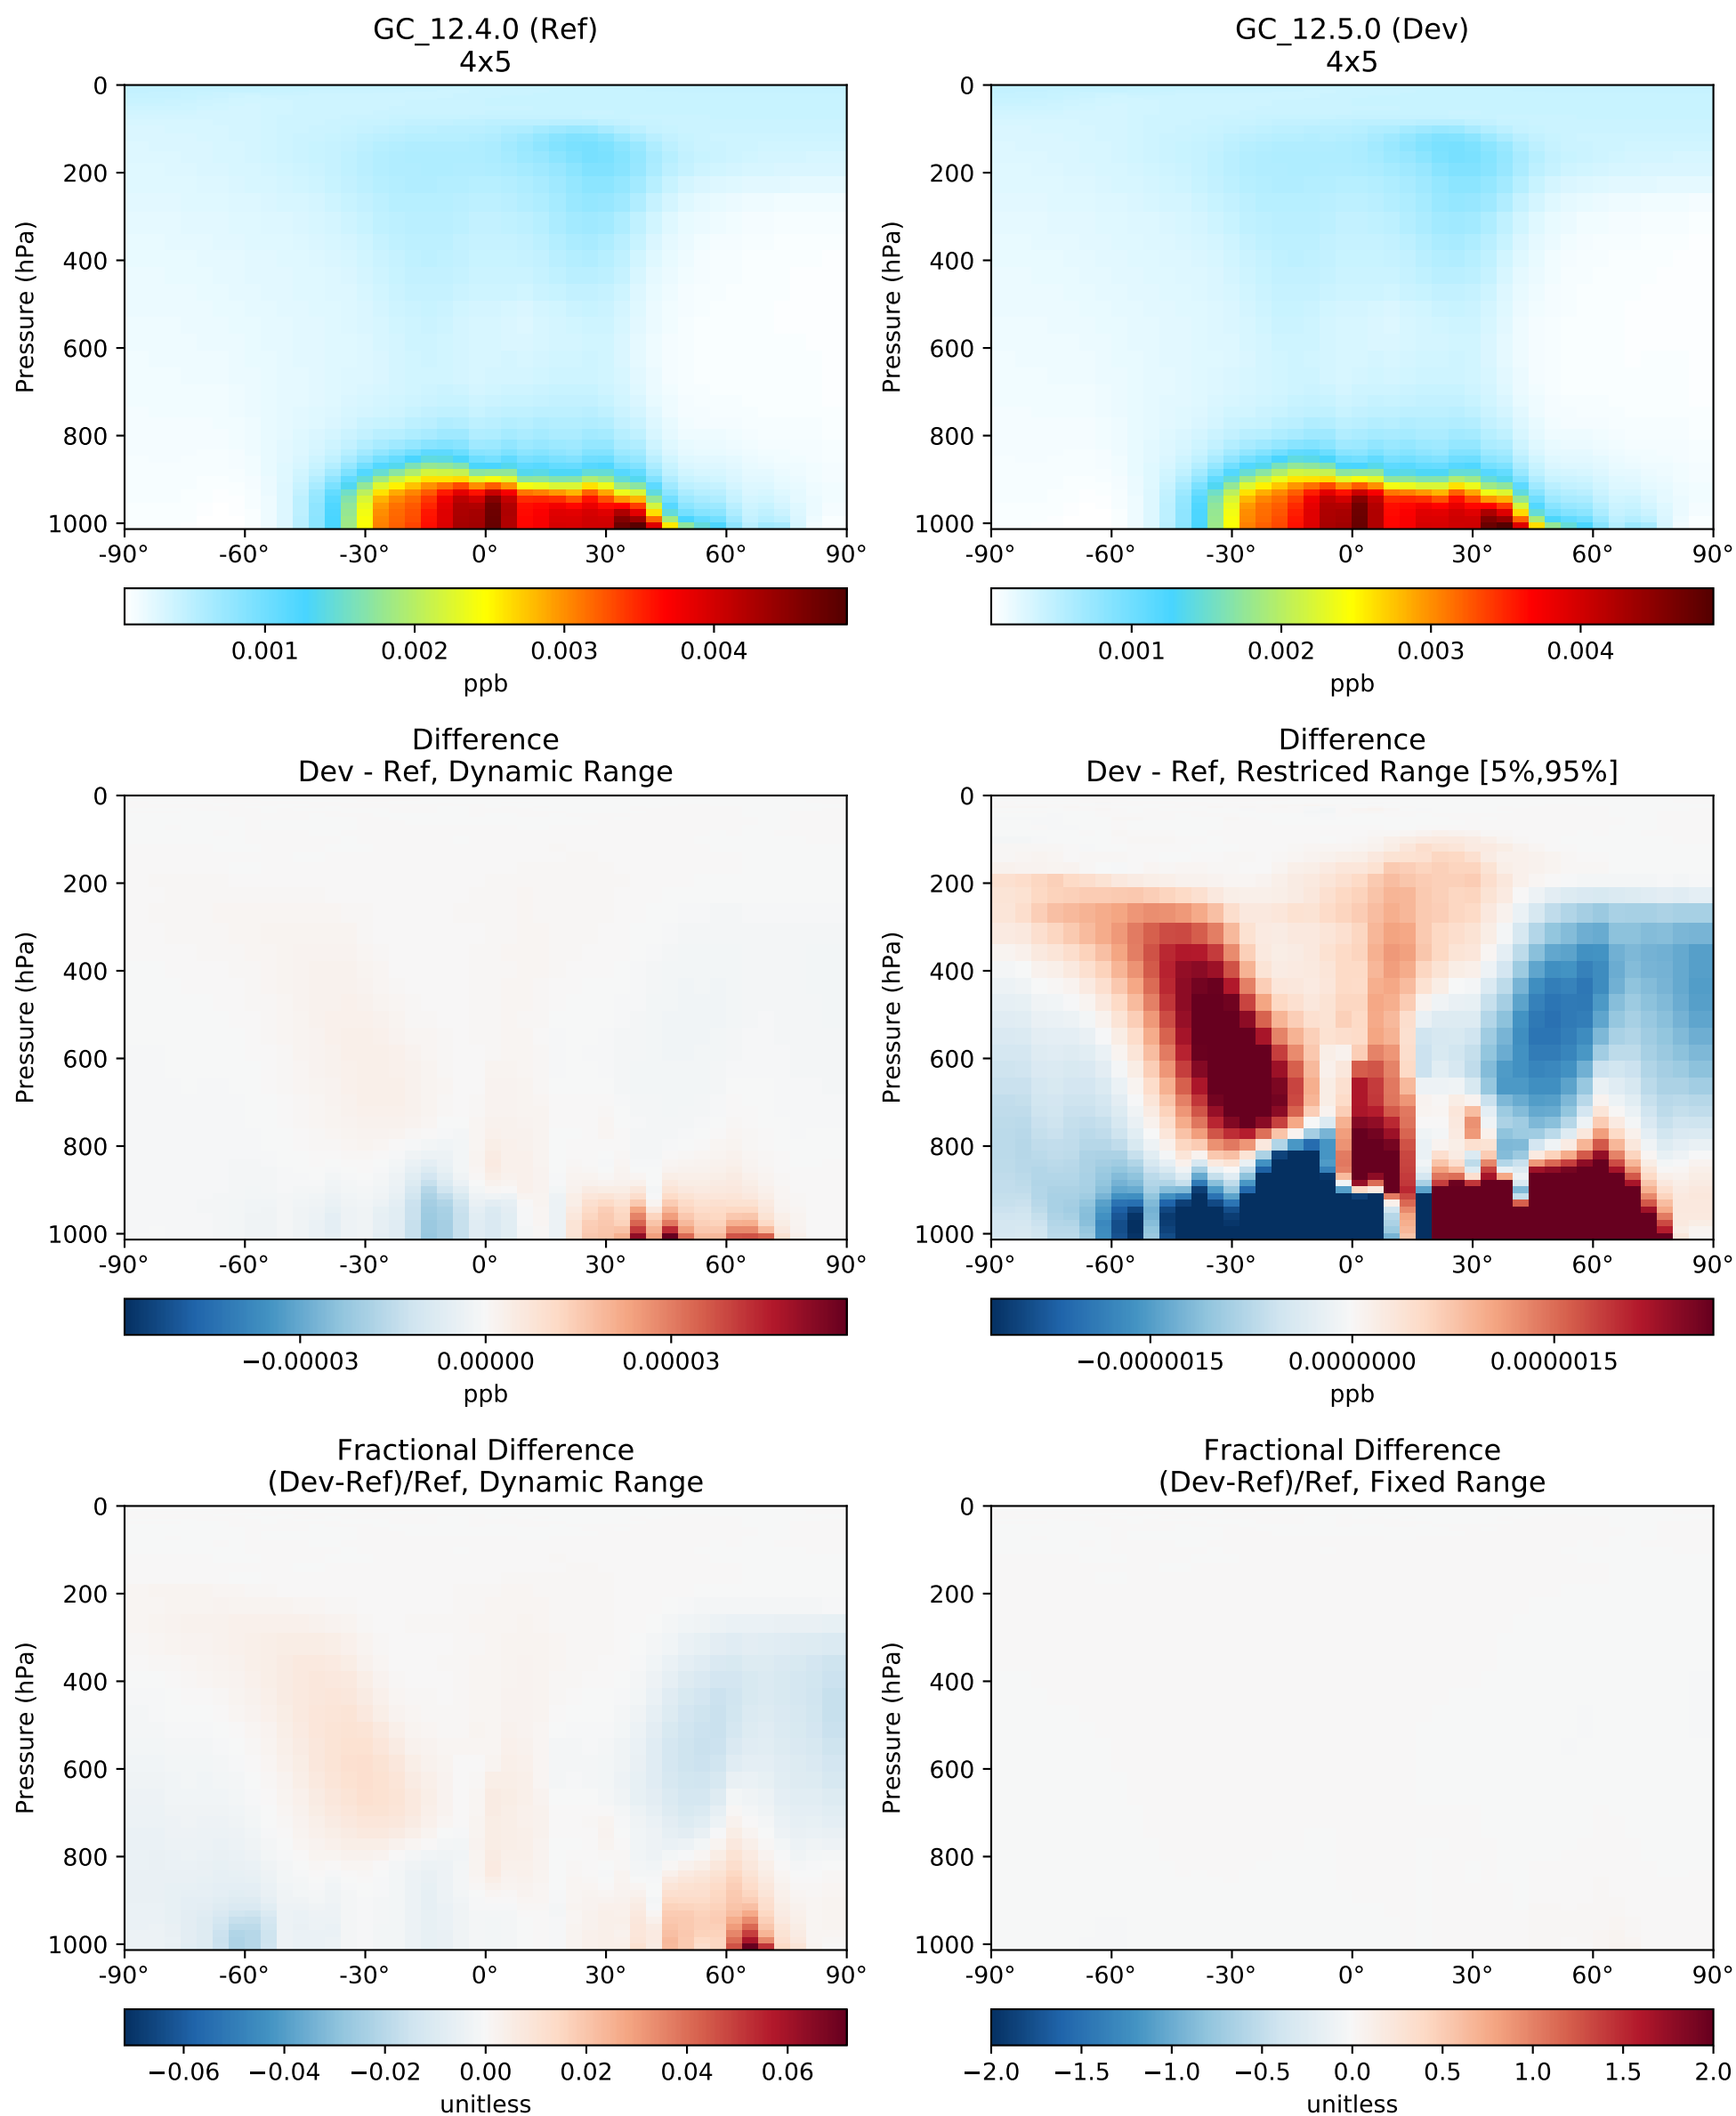 GC_12.4.0 (Ref)
4x5
0
200
400
600
800
1000
Pressure (hPa)
-90° -60° -30° 0° 30° 60° 90°
0.001 0.002 0.003 0.004
ppb
GC_12.5.0 (Dev)
4x5
0
200
400
600
800
1000
Pressure (hPa)
-90° -60° -30° 0° 30° 60° 90°
0.001 0.002 0.003 0.004
ppb
Difference
Dev - Ref, Dynamic Range
0
200
400
600
800
1000
Pressure (hPa)
-90° -60° -30° 0° 30° 60° 90°
−0.00003 0.00000 0.00003
ppb
Difference
Dev - Ref, Restriced Range [5%,95%]
0
200
400
600
800
1000
Pressure (hPa)
-90° -60° -30° 0° 30° 60° 90°
−0.0000015 0.0000000 0.0000015
ppb
Fractional Difference
(Dev-Ref)/Ref, Dynamic Range
0
200
400
600
800
1000
Pressure (hPa)
-90° -60° -30° 0° 30° 60° 90°
−0.06 −0.04 −0.02 0.00 0.02 0.04 0.06
unitless
Fractional Difference
(Dev-Ref)/Ref, Fixed Range
0
200
400
600
800
1000
Pressure (hPa)
-90° -60° -30° 0° 30° 60° 90°
−2.0 −1.5 −1.0 −0.5 0.0 0.5 1.0 1.5 2.0
unitless